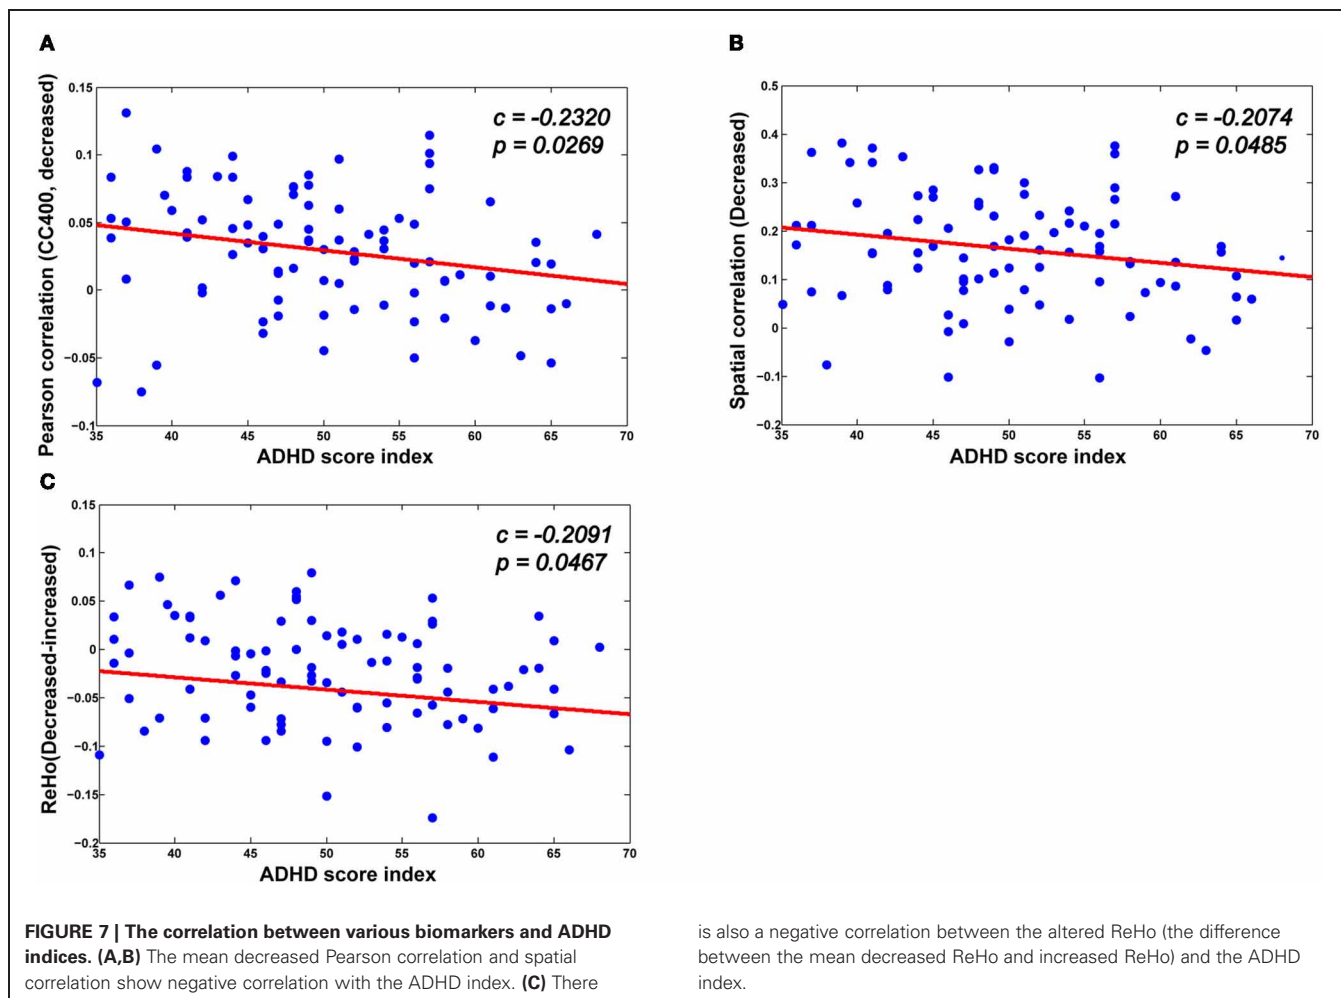 A
Pearson correlation (CC400, decreased)
0.15
0.1
0.05
0
−0.05
−0.1
c = -0.2320
p = 0.0269
35 40 45 50 55 60 65 70
ADHD score index
B
Spatial correlation (Decreased)
0.5
0.4
0.3
0.2
0.1
0
−0.1
−0.2
c = -0.2074
p = 0.0485
35 40 45 50 55 60 65 70
ADHD score index
C
ReHo(Decreased-increased)
0.15
0.1
0.05
0
−0.05
−0.1
−0.15
−0.2
c = -0.2091
p = 0.0467
35 40 45 50 55 60 65 70
ADHD score index
FIGURE 7 | The correlation between various biomarkers and ADHD
indices. (A,B) The mean decreased Pearson correlation and spatial
correlation show negative correlation with the ADHD index. (C) There
is also a negative correlation between the altered ReHo (the difference
between the mean decreased ReHo and increased ReHo) and the ADHD
index.